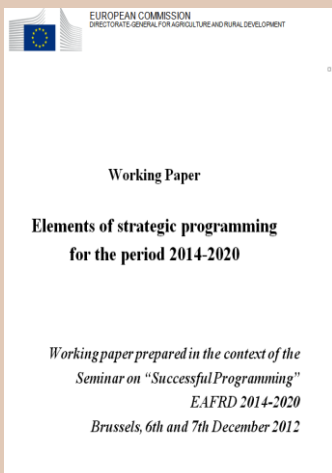 EUROPEAN COMMISSION
DIRECTORATE-GENERAL FOR AGRICULTURE AND RURAL DEVELOPMENT
Working Paper
Elements of strategic programming
for the period 2014-2020
Working paper prepared in the context of the
Seminar on “Successful Programming”
EAFRD 2014-2020
Brussels, 6th and 7th December 2012